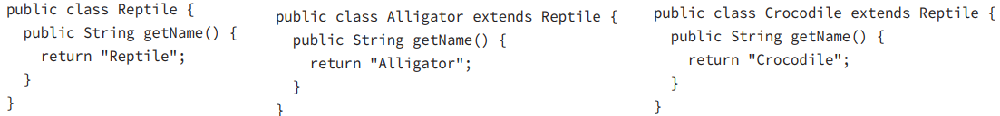 public class Reptile {
  public String getName() {
    return "Reptile";
  }
}
public class Alligator extends Reptile {
  public String getName() {
    return "Alligator";
  }
}
public class Crocodile extends Reptile {
  public String getName() {
    return "Crocodile";
  }
}